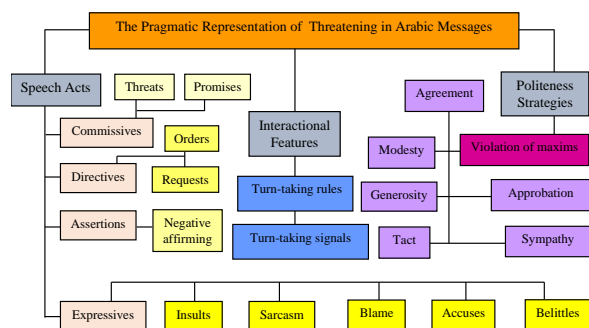 The Pragmatic Representation of Threatening in Arabic Messages
Speech Acts
Threats
Promises
Commissives
Orders
Directives
Requests
Assertions
Negative
affirming
Interactional
Features
Turn-taking rules
Turn-taking signals
Politeness
Strategies
Agreement
Modesty
Violation of maxims
Generosity
Approbation
Tact
Sympathy
Expressives
Insults
Sarcasm
Blame
Accuses
Belittles